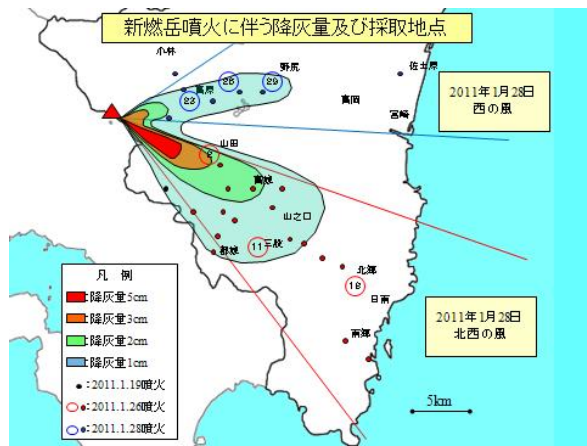 新燃岳噴火に伴う降灰量及び採取地点
小林
野尻
佐土原
28
29
高原
23
高岡
2011年1月28日
西の風
宮崎
山田
高城
山之口
11
三股
都城
北郷
18
日南
2011年1月28日
北西の風
南郷
凡 例
:降灰量5cm
:降灰量3cm
:降灰量2cm
:降灰量1cm
:2011.1.19噴火
:2011.1.26噴火
:2011.1.28噴火
5km